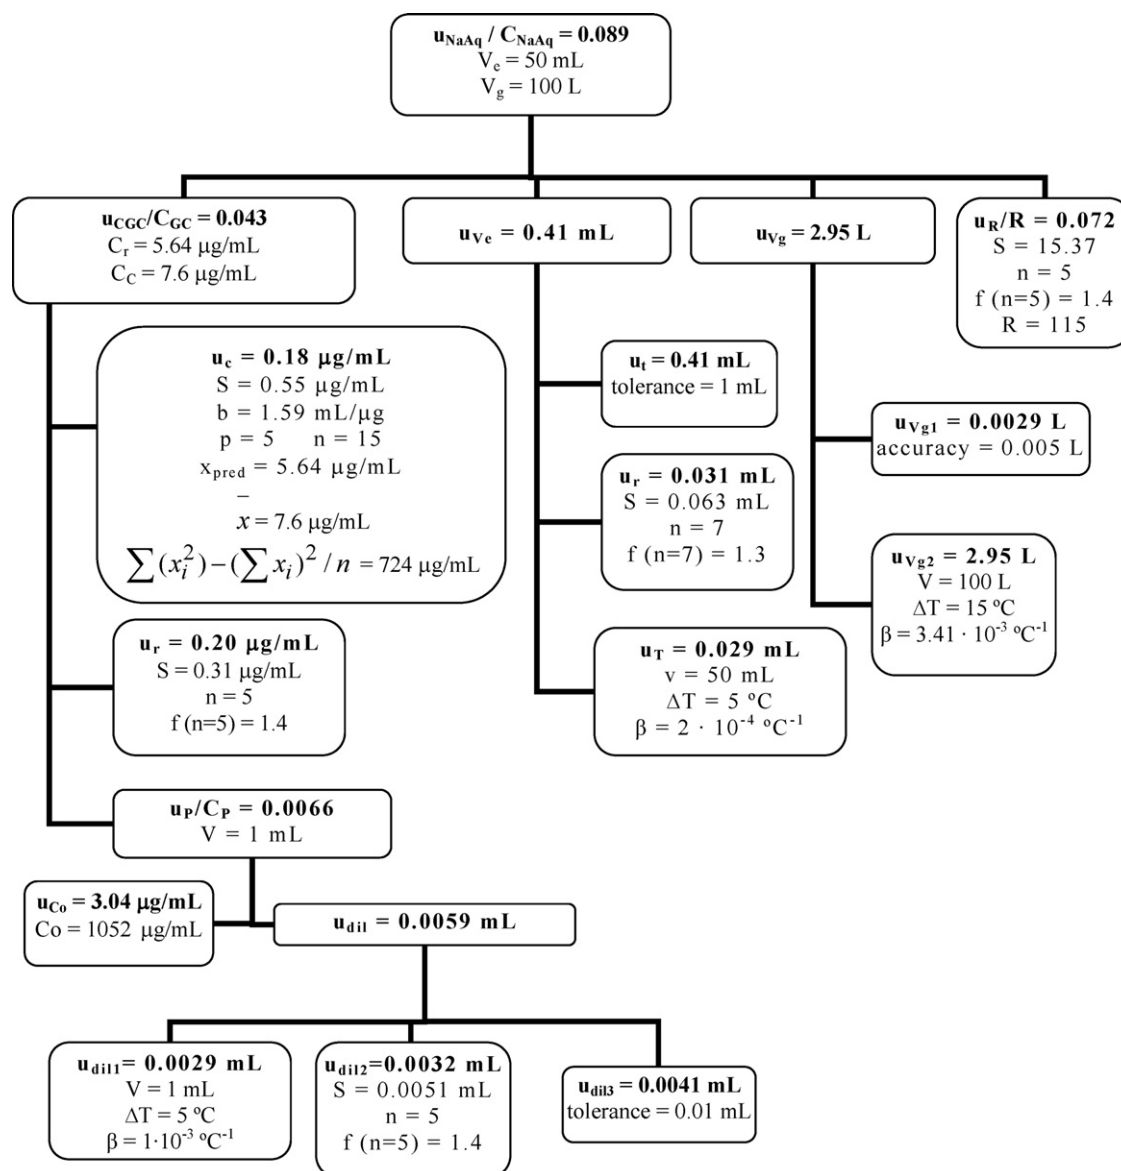 u_NaAq / C_NaAq = 0.089
V_e = 50 mL
V_g = 100 L
u_CGC/C_GC = 0.043
C_r = 5.64 µg/mL
C_C = 7.6 µg/mL
u_Ve = 0.41 mL
u_Vg = 2.95 L
u_R/R = 0.072
S = 15.37
n = 5
f (n=5) = 1.4
R = 115
u_c = 0.18 µg/mL
S = 0.55 µg/mL
b = 1.59 mL/µg
p = 5 n = 15
x_pred = 5.64 µg/mL
x̄ = 7.6 µg/mL
∑(x_i^2)−(∑x_i)^2 / n = 724 µg/mL
u_t = 0.41 mL
tolerance = 1 mL
u_Vg1 = 0.0029 L
accuracy = 0.005 L
u_r = 0.031 mL
S = 0.063 mL
n = 7
f (n=7) = 1.3
u_Vg2 = 2.95 L
V = 100 L
ΔT = 15 ºC
β = 3.41 · 10^-3 ºC^-1
u_r = 0.20 µg/mL
S = 0.31 µg/mL
n = 5
f (n=5) = 1.4
u_T = 0.029 mL
v = 50 mL
ΔT = 5 ºC
β = 2 · 10^-4 ºC^-1
u_P/C_P = 0.0066
V = 1 mL
u_Co = 3.04 µg/mL
Co = 1052 µg/mL
u_dil = 0.0059 mL
u_dil1 = 0.0029 mL
V = 1 mL
ΔT = 5 ºC
β = 1·10^-3 ºC^-1
u_dil2=0.0032 mL
S = 0.0051 mL
n = 5
f (n=5) = 1.4
u_dil3 = 0.0041 mL
tolerance = 0.01 mL